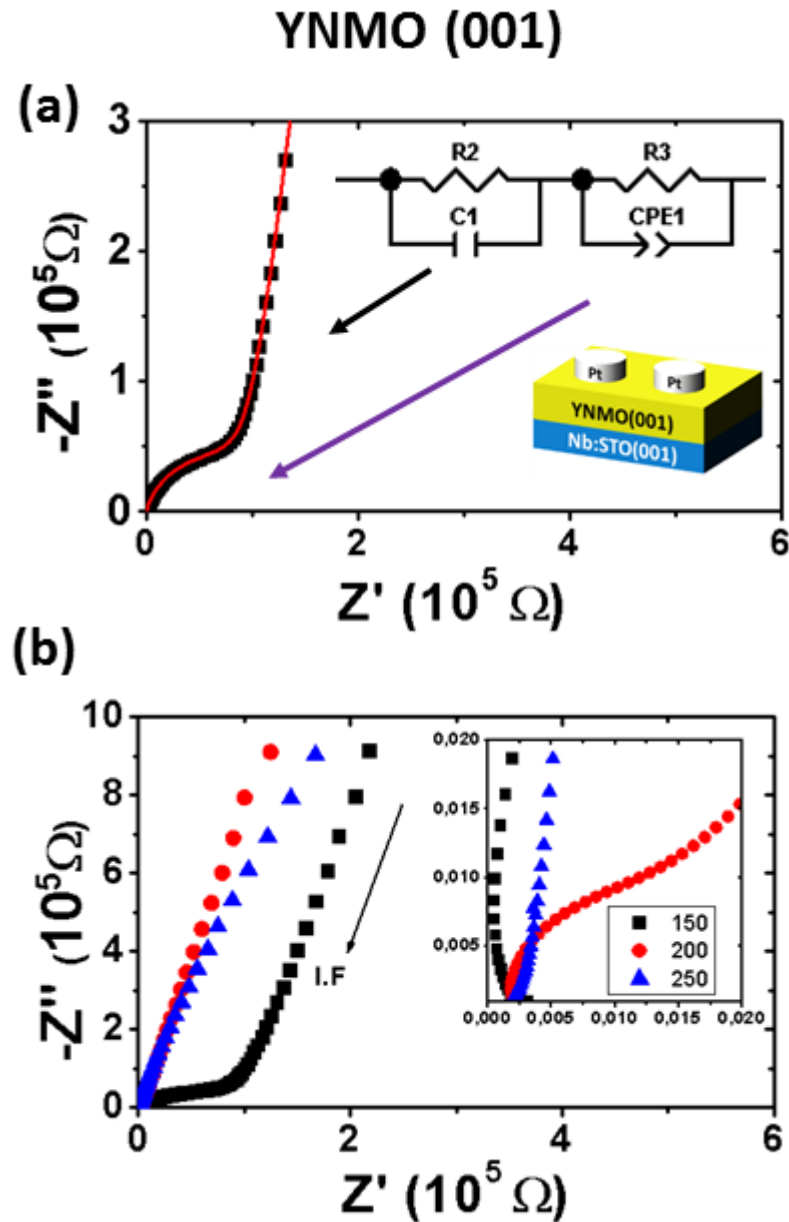 YNMO (001)
(a)
3
2
1
0
-Z'' (10⁵Ω)
R2
C1
R3
CPE1
Pt
Pt
YNMO(001)
Nb:STO(001)
0
2
4
6
Z' (10⁵ Ω)
(b)
10
8
6
4
2
0
-Z'' (10⁵Ω)
I.F
0,020
0,015
0,010
0,005
0,000
0,005
0,010
0,015
0,020
150
200
250
0
2
4
6
Z' (10⁵ Ω)